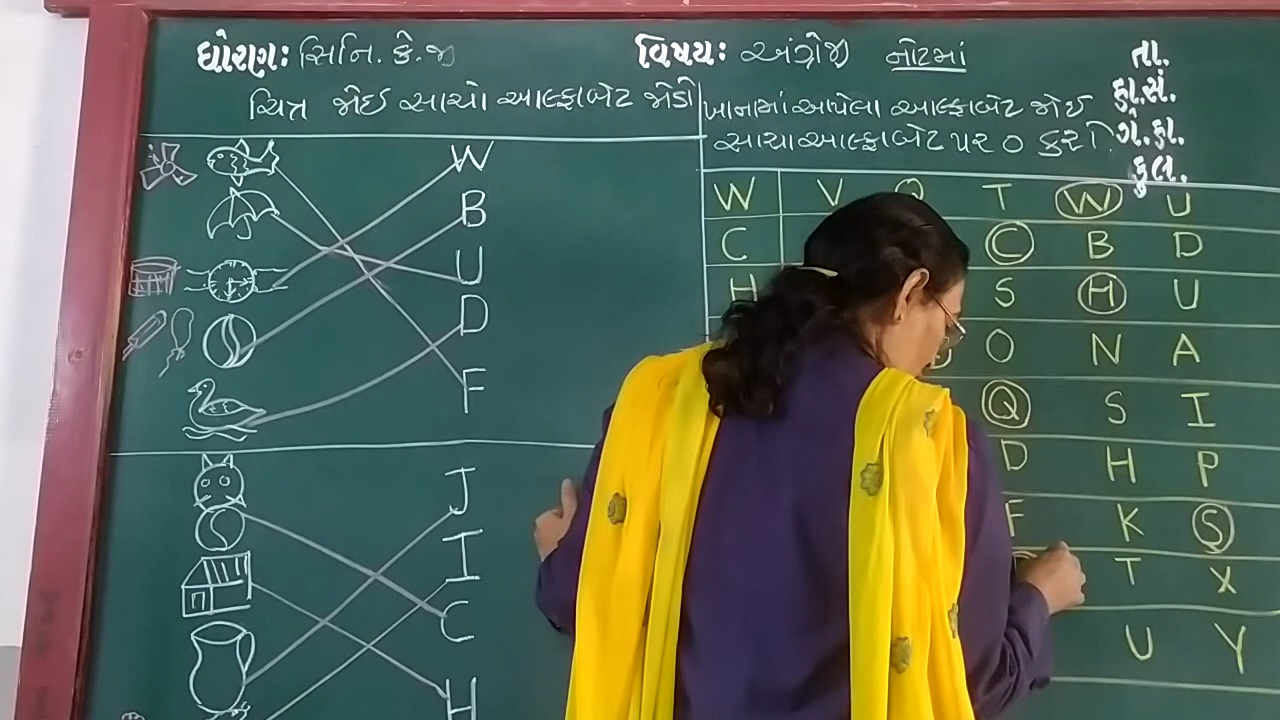 ધોરણઃ સિનિ. કે.જી
વિષયઃ અંગ્રેજી નોટમાં
તા.
હા.સં.
ગે.હા.
કુલ.
ચિત્ર જોઈ સાચો આલ્ફાબેટ જોડો
ખાનામાં આપેલા આલ્ફાબેટ જોઈ
સાચા આલ્ફાબેટ પર ૦ કરો.
W
B
U
D
F
J
I
C
H
W V Q T W U
C C B D
H S H U
O N A
Q S I
D H P
F K S
T X
U Y